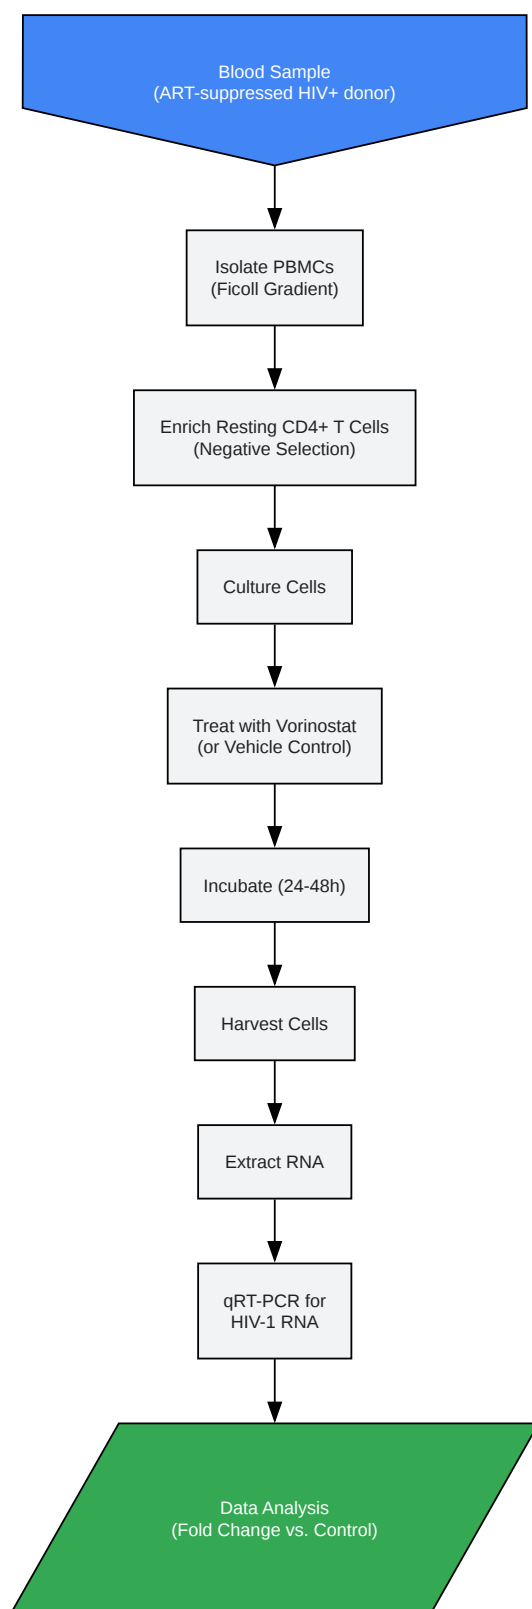 Blood Sample
(ART-suppressed HIV+ donor)
Isolate PBMCs
(Ficoll Gradient)
Enrich Resting CD4+ T Cells
(Negative Selection)
Culture Cells
Treat with Vorinostat
(or Vehicle Control)
Incubate (24-48h)
Harvest Cells
Extract RNA
qRT-PCR for
HIV-1 RNA
Data Analysis
(Fold Change vs. Control)